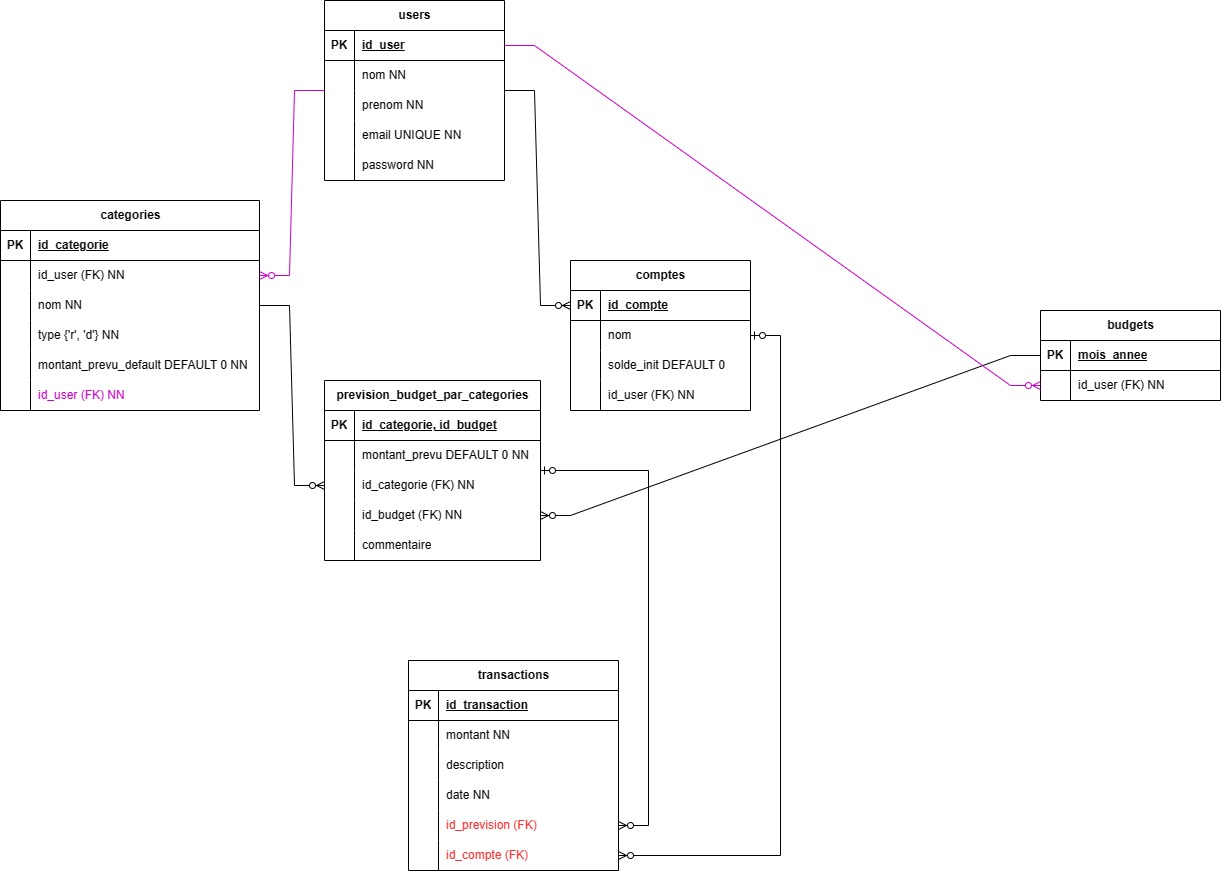 users
PK id_user
nom NN
prenom NN
email UNIQUE NN
password NN
categories
PK id_categorie
id_user (FK) NN
nom NN
type {'r', 'd'} NN
montant_prevu_default DEFAULT 0 NN
id_user (FK) NN
comptes
PK id_compte
nom
solde_init DEFAULT 0
id_user (FK) NN
budgets
PK mois_annee
id_user (FK) NN
prevision_budget_par_categories
PK id_categorie, id_budget
montant_prevu DEFAULT 0 NN
id_categorie (FK) NN
id_budget (FK) NN
commentaire
transactions
PK id_transaction
montant NN
description
date NN
id_prevision (FK)
id_compte (FK)